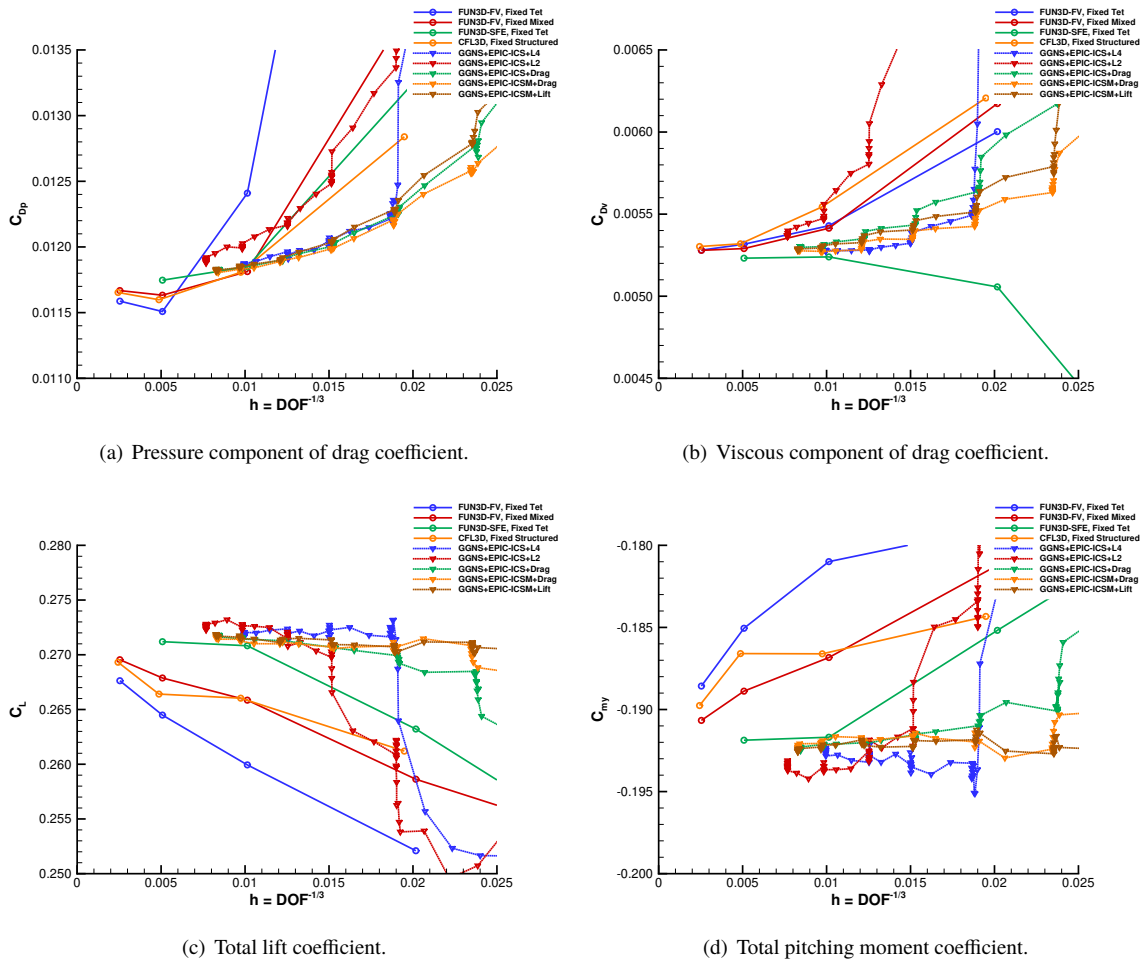 FUN3D-FV, Fixed Tet
FUN3D-FV, Fixed Mixed
FUN3D-SFE, Fixed Tet
CFL3D, Fixed Structured
GGNS+EPIC-ICS+L4
GGNS+EPIC-ICS+L2
GGNS+EPIC-ICS+Drag
GGNS+EPIC-ICSM+Drag
GGNS+EPIC-ICSM+Lift
0.0135
0.0130
0.0125
0.0120
0.0115
0.0110
C_Dp
0 0.005 0.01 0.015 0.02 0.025
h = DOF^-1/3
(a) Pressure component of drag coefficient.
FUN3D-FV, Fixed Tet
FUN3D-FV, Fixed Mixed
FUN3D-SFE, Fixed Tet
CFL3D, Fixed Structured
GGNS+EPIC-ICS+L4
GGNS+EPIC-ICS+L2
GGNS+EPIC-ICS+Drag
GGNS+EPIC-ICSM+Drag
GGNS+EPIC-ICSM+Lift
0.0065
0.0060
0.0055
0.0050
0.0045
C_Dv
0 0.005 0.01 0.015 0.02 0.025
h = DOF^-1/3
(b) Viscous component of drag coefficient.
FUN3D-FV, Fixed Tet
FUN3D-FV, Fixed Mixed
FUN3D-SFE, Fixed Tet
CFL3D, Fixed Structured
GGNS+EPIC-ICS+L4
GGNS+EPIC-ICS+L2
GGNS+EPIC-ICS+Drag
GGNS+EPIC-ICSM+Drag
GGNS+EPIC-ICSM+Lift
0.280
0.275
0.270
0.265
0.260
0.255
0.250
C_L
0 0.005 0.01 0.015 0.02 0.025
h = DOF^-1/3
(c) Total lift coefficient.
FUN3D-FV, Fixed Tet
FUN3D-FV, Fixed Mixed
FUN3D-SFE, Fixed Tet
CFL3D, Fixed Structured
GGNS+EPIC-ICS+L4
GGNS+EPIC-ICS+L2
GGNS+EPIC-ICS+Drag
GGNS+EPIC-ICSM+Drag
GGNS+EPIC-ICSM+Lift
-0.180
-0.185
-0.190
-0.195
-0.200
C_my
0 0.005 0.01 0.015 0.02 0.025
h = DOF^-1/3
(d) Total pitching moment coefficient.